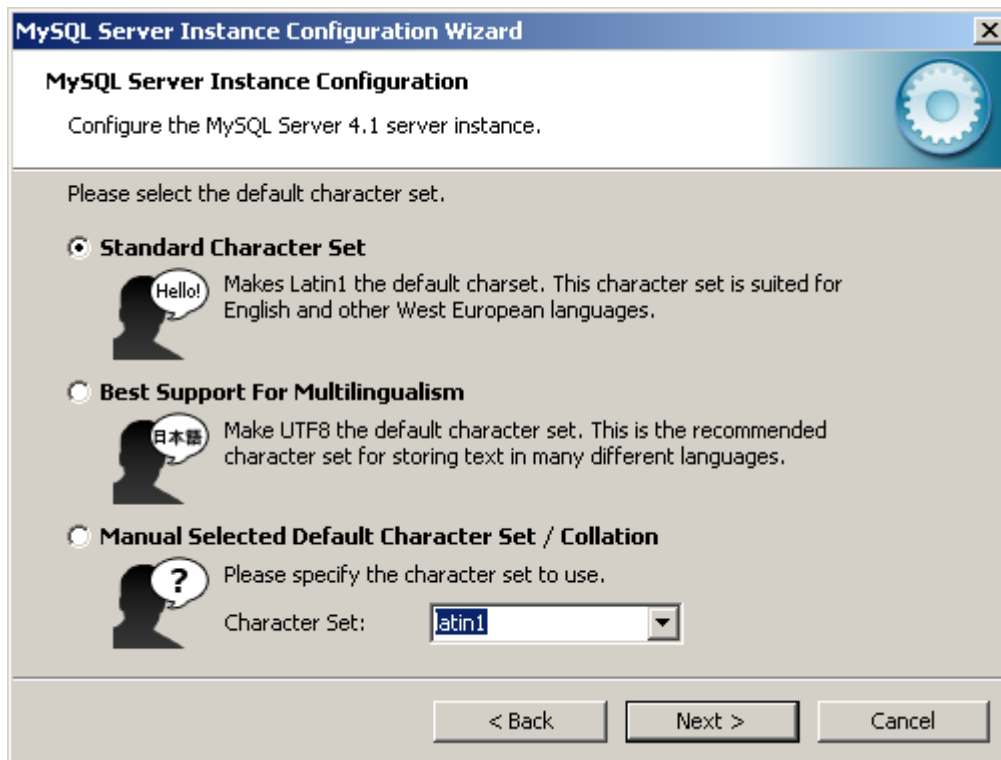 MySQL Server Instance Configuration Wizard
MySQL Server Instance Configuration
Configure the MySQL Server 4.1 server instance.
Please select the default character set.
Standard Character Set
Hello!
Makes Latin1 the default charset. This character set is suited for
English and other West European languages.
Best Support For Multilingualism
日本語
Make UTF8 the default character set. This is the recommended
character set for storing text in many different languages.
Manual Selected Default Character Set / Collation
?
Please specify the character set to use.
Character Set: latin1
< Back Next > Cancel